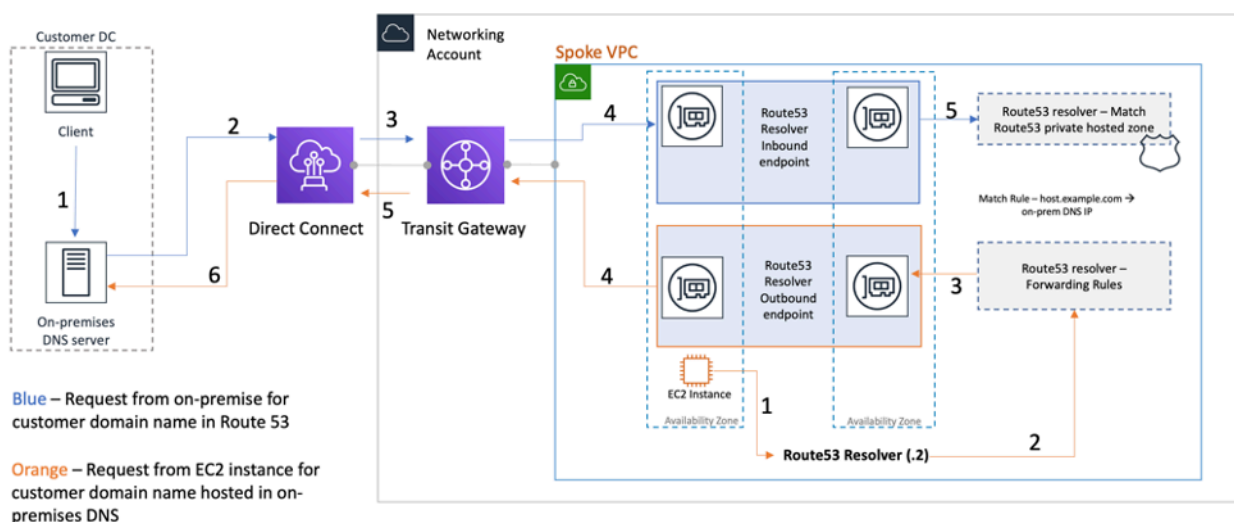 Customer DC
Client
1
On-premises
DNS server
2
6
Direct Connect
3
5
Networking
Account
Transit Gateway
4
4
Spoke VPC
Route53
Resolver
Inbound
endpoint
5
Route53 resolver – Match
Route53 private hosted zone
Match Rule – host.example.com →
on-prem DNS IP
Route53
Resolver
Outbound
endpoint
3
Route53 resolver –
Forwarding Rules
EC2 Instance
1
Availability Zone
Availability Zone
Route53 Resolver (.2)
2
Blue – Request from on-premise for
customer domain name in Route 53
Orange – Request from EC2 instance for
customer domain name hosted in on-
premises DNS